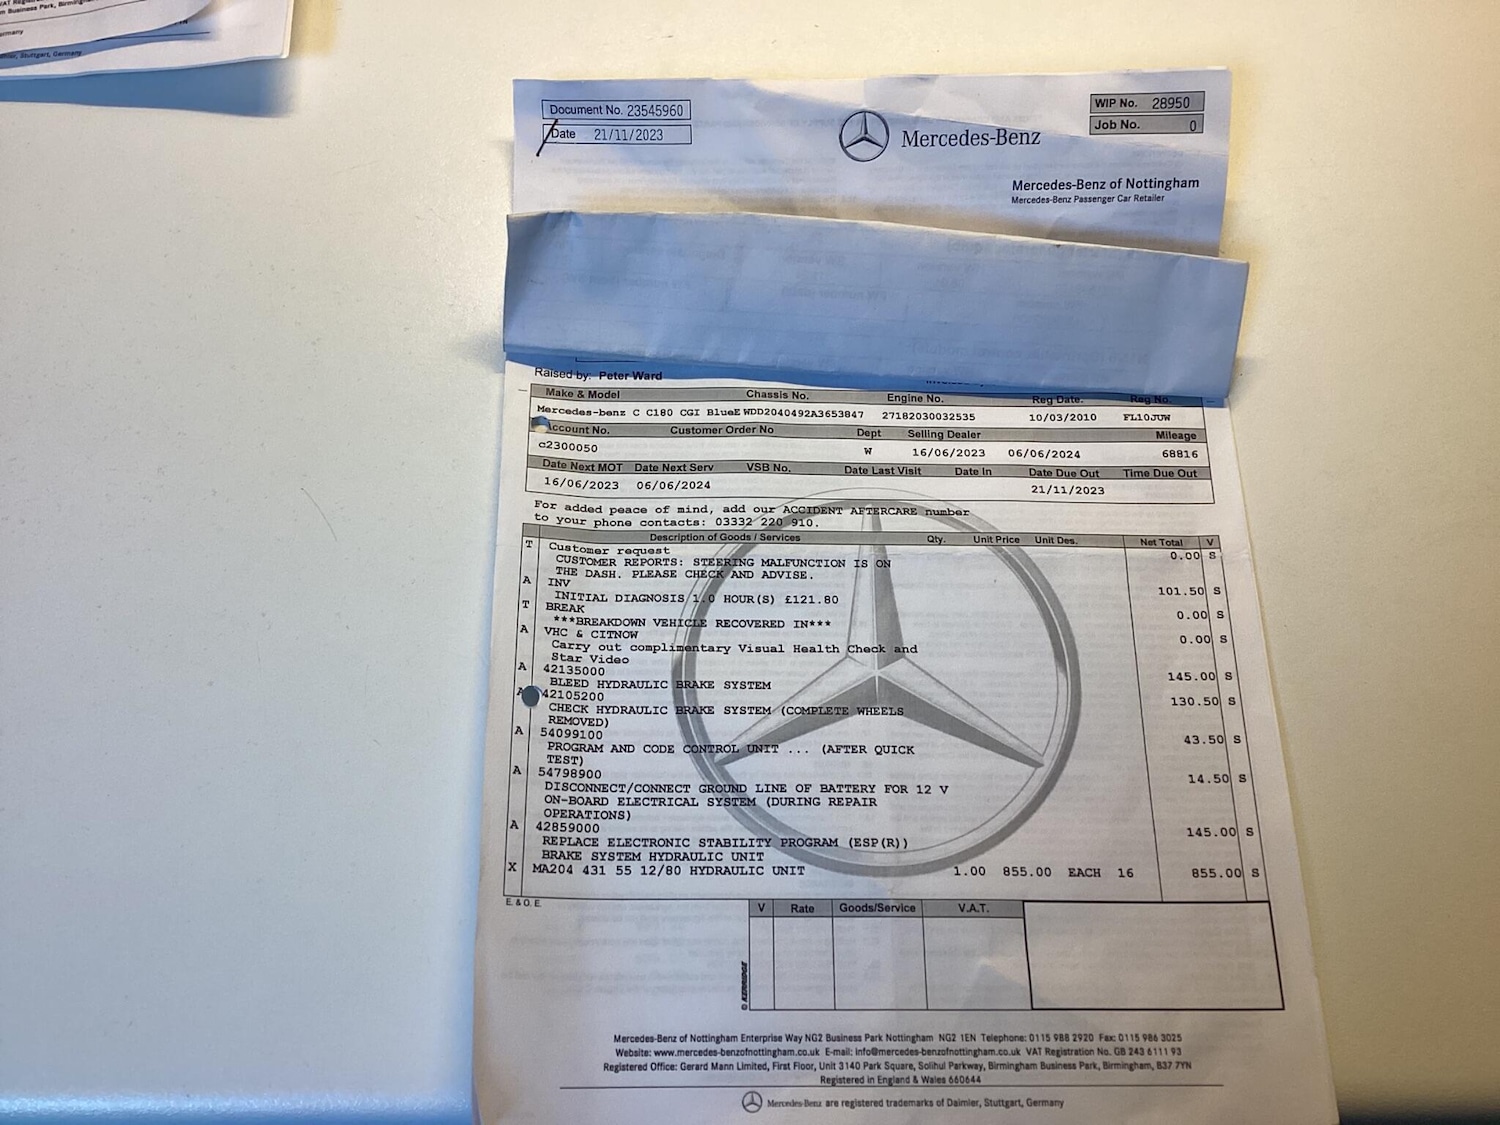 VAT Regist
m Business Park, Birmingha
ermany
Stuttgart, Germany
Document No. 23545960
Date 21/11/2023
Mercedes-Benz
WIP No. 28950
Job No. 0
Mercedes-Benz of Nottingham
Mercedes-Benz Passenger Car Retailer
Raised by: Peter Ward
Make & Model Chassis No. Engine No. Reg Date. Reg No.
Mercedes-benz C C180 CGI BlueE WDD2040492A3653847 27182030032535 10/03/2010 FL10JUW
Account No. Customer Order No Dept Selling Dealer Mileage
c2300050 W 16/06/2023 06/06/2024 68816
Date Next MOT Date Next Serv VSB No. Date Last Visit Date In Date Due Out Time Due Out
16/06/2023 06/06/2024 21/11/2023
For added peace of mind, add our ACCIDENT AFTERCARE number
to your phone contacts: 03332 220 910.
Description of Goods / Services Qty. Unit Price Unit Des. Net Total V
T Customer request 0.00 S
CUSTOMER REPORTS: STEERING MALFUNCTION IS ON
THE DASH. PLEASE CHECK AND ADVISE.
A INV 101.50 S
INITIAL DIAGNOSIS 1.0 HOUR(S) £121.80
T BREAK 0.00 S
***BREAKDOWN VEHICLE RECOVERED IN***
A VHC & CITNOW 0.00 S
Carry out complimentary Visual Health Check and
Star Video
A 42135000 145.00 S
BLEED HYDRAULIC BRAKE SYSTEM
A 42105200 130.50 S
CHECK HYDRAULIC BRAKE SYSTEM (COMPLETE WHEELS
REMOVED)
A 54099100 43.50 S
PROGRAM AND CODE CONTROL UNIT ... (AFTER QUICK
TEST)
A 54798900 14.50 S
DISCONNECT/CONNECT GROUND LINE OF BATTERY FOR 12 V
ON-BOARD ELECTRICAL SYSTEM (DURING REPAIR
OPERATIONS)
A 42859000 145.00 S
REPLACE ELECTRONIC STABILITY PROGRAM (ESP(R))
BRAKE SYSTEM HYDRAULIC UNIT
X MA204 431 55 12/80 HYDRAULIC UNIT 1.00 855.00 EACH 16 855.00 S
E. & O. E.
V Rate Goods/Service V.A.T.
© KERRIDGE
Mercedes-Benz of Nottingham Enterprise Way NG2 Business Park Nottingham NG2 1EN Telephone: 0115 988 2920 Fax: 0115 986 3025
Website: www.mercedes-benzofnottingham.co.uk E-mail: info@mercedes-benzofnottingham.co.uk VAT Registration No. GB 243 6111 93
Registered Office: Gerard Mann Limited, First Floor, Unit 3140 Park Square, Solihul Parkway, Birmingham Business Park, Birmingham, B37 7YN
Registered in England & Wales 660644
Mercedes-Benz are registered trademarks of Daimler, Stuttgart, Germany